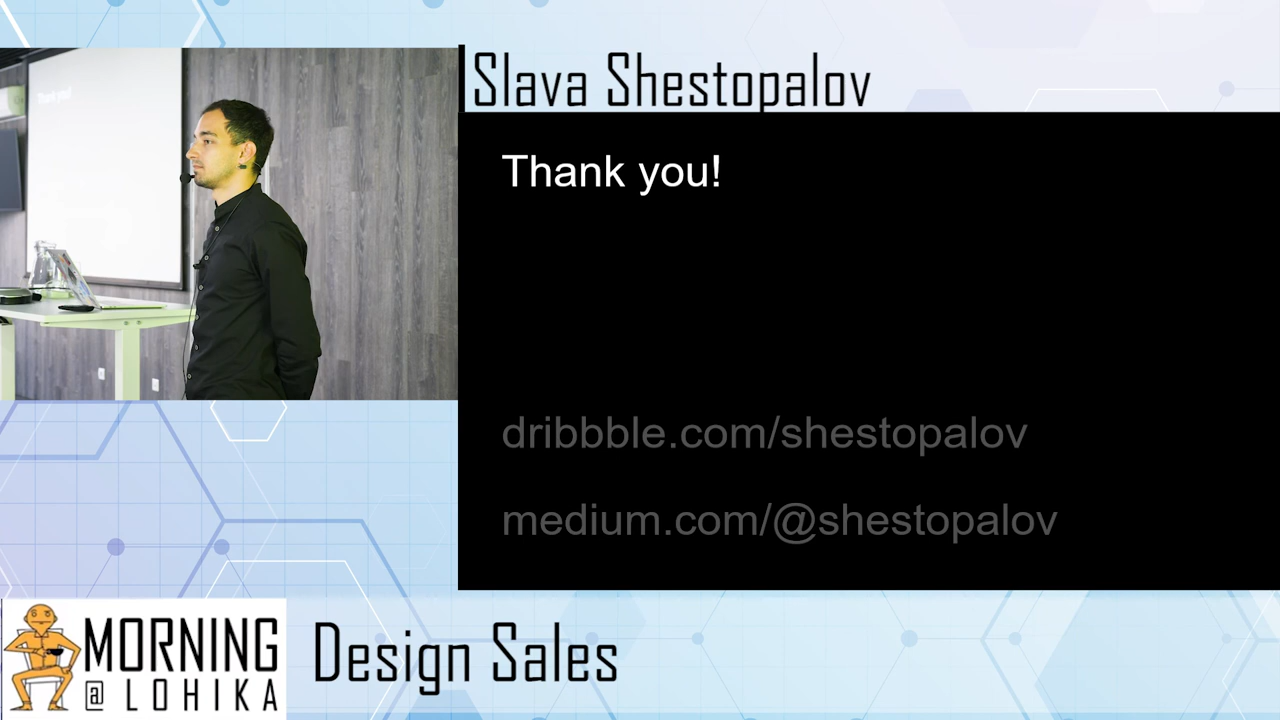 Slava Shestopalov
Thank you!
dribbble.com/shestopalov
medium.com/@shestopalov
MORNING
@ LOHIKA
Design Sales